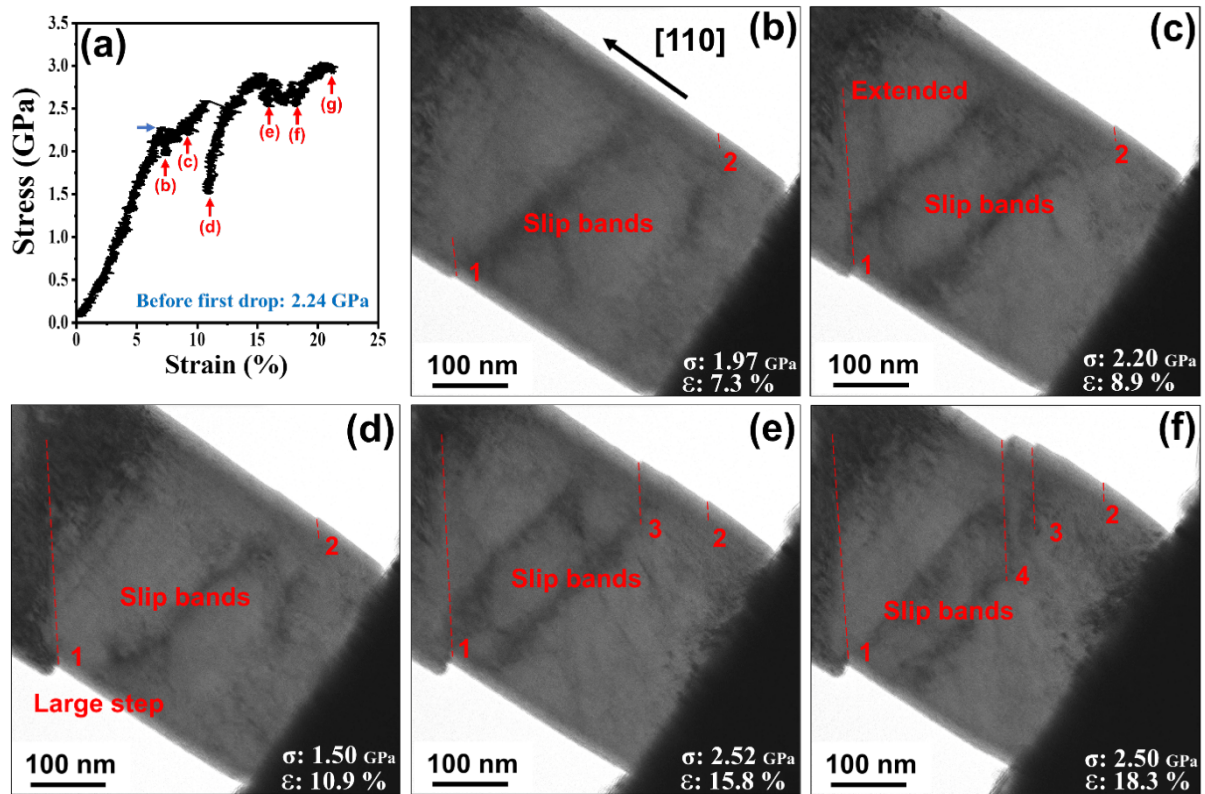 (a)
Stress (GPa)
3.5
3.0
2.5
2.0
1.5
1.0
0.5
0.0
(b)
(c)
(d)
(e)
(f)
(g)
Before first drop: 2.24 GPa
0 5 10 15 20 25
Strain (%)
(b)
[110]
2
Slip bands
1
100 nm
σ: 1.97 GPa
Ɛ: 7.3 %
(c)
Extended
2
Slip bands
1
100 nm
σ: 2.20 GPa
Ɛ: 8.9 %
(d)
2
Slip bands
1
Large step
100 nm
σ: 1.50 GPa
Ɛ: 10.9 %
(e)
3
2
Slip bands
1
100 nm
σ: 2.52 GPa
Ɛ: 15.8 %
(f)
2
3
4
Slip bands
1
100 nm
σ: 2.50 GPa
Ɛ: 18.3 %